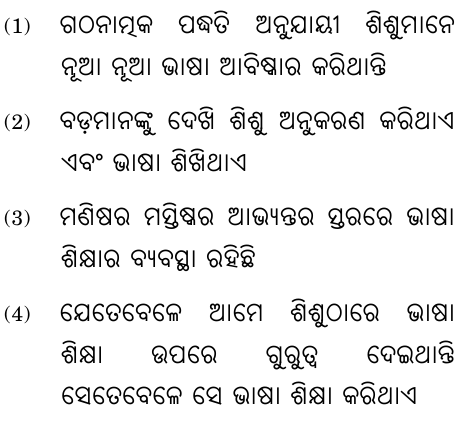 (1) ଗଠନାତ୍ମକ ପଦ୍ଧତି ଅନୁଯାୟୀ ଶିଶୁମାନେ
ନୂଆ ନୂଆ ଭାଷା ଆବିଷ୍କାର କରିଥାନ୍ତି
(2) ବଡ଼ମାନଙ୍କୁ ଦେଖି ଶିଶୁ ଅନୁକରଣ କରିଥାଏ
ଏବଂ ଭାଷା ଶିଖିଥାଏ
(3) ମଣିଷର ମସ୍ତିଷ୍କର ଆଭ୍ୟନ୍ତର ସ୍ତରରେ ଭାଷା
ଶିକ୍ଷାର ବ୍ୟବସ୍ଥା ରହିଛି
(4) ଯେତେବେଳେ ଆମେ ଶିଶୁଠାରେ ଭାଷା
ଶିକ୍ଷା ଉପରେ ଗୁରୁତ୍ୱ ଦେଇଥାନ୍ତି
ସେତେବେଳେ ସେ ଭାଷା ଶିକ୍ଷା କରିଥାଏ